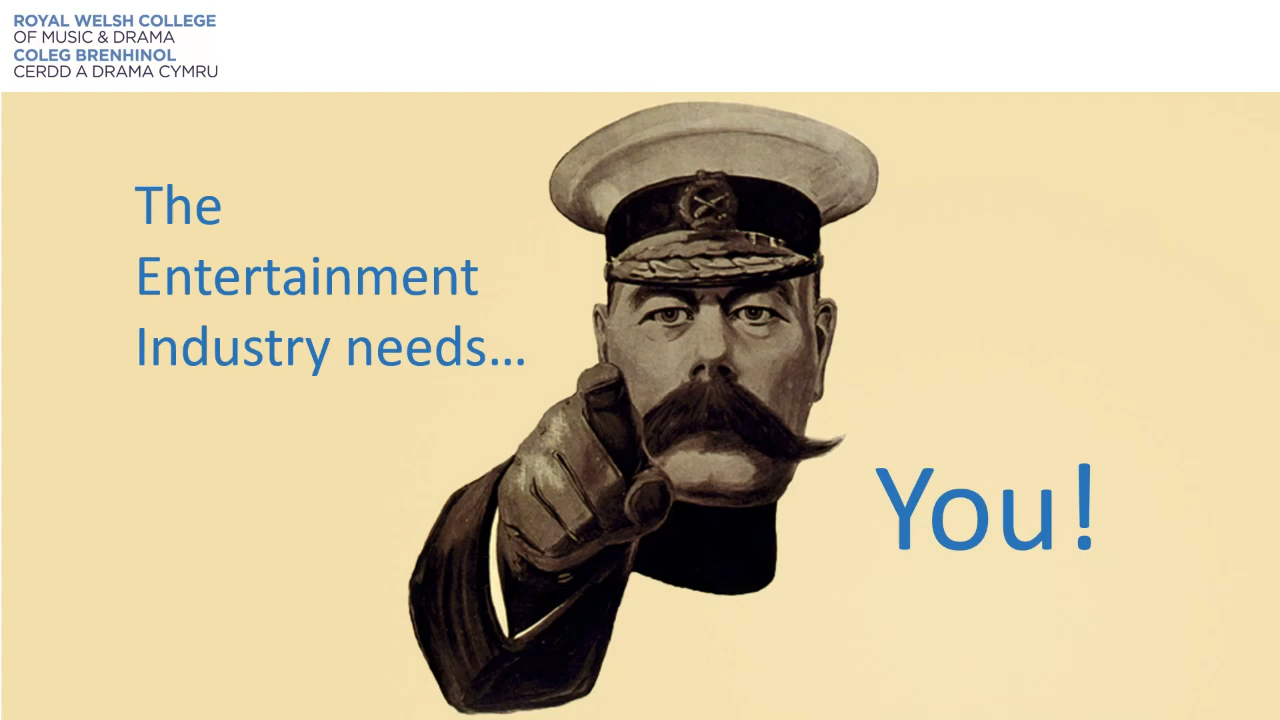 ROYAL WELSH COLLEGE
OF MUSIC & DRAMA
COLEG BRENHINOL
CERDD A DRAMA CYMRU
The
Entertainment
Industry needs...
You!